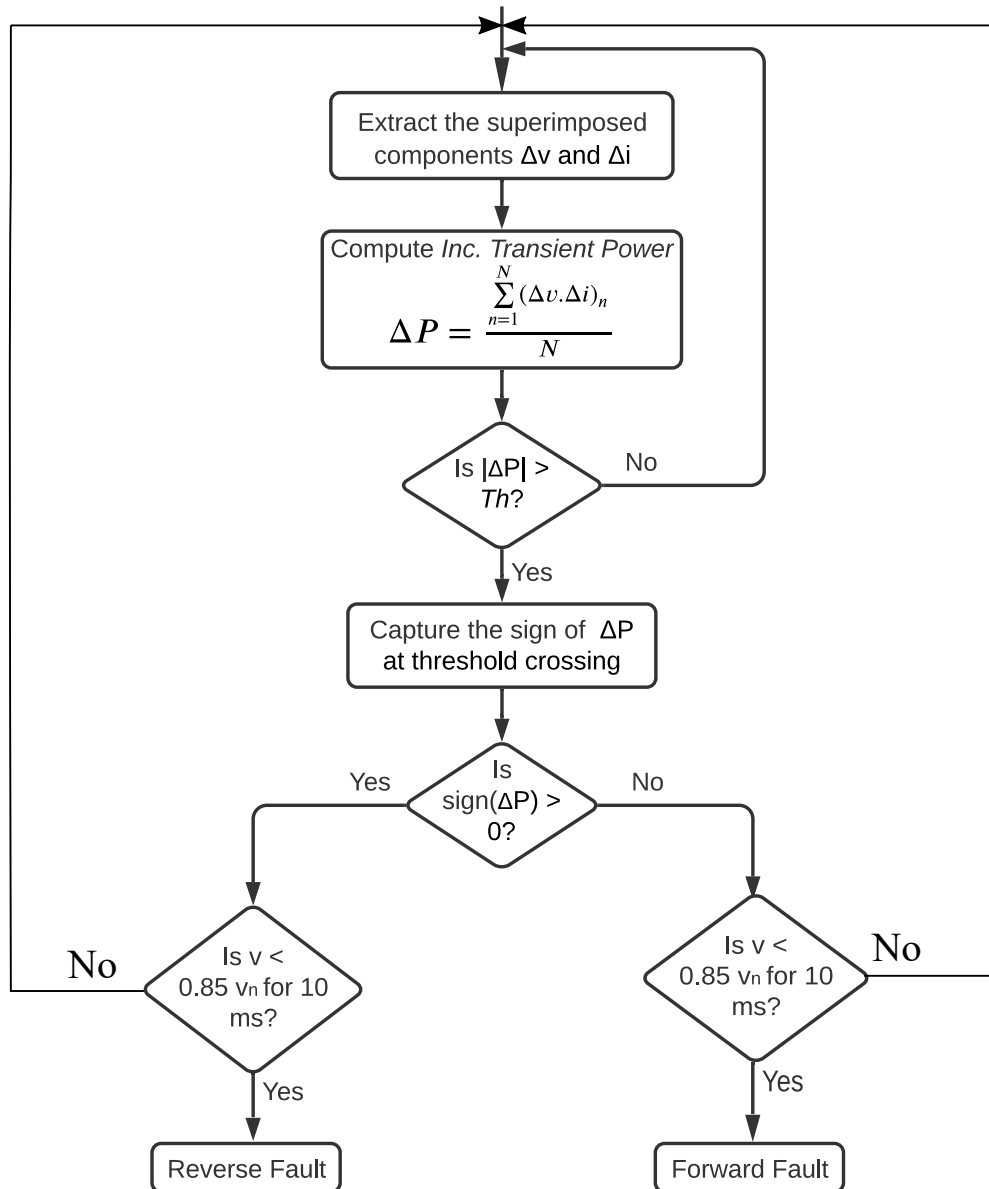 Extract the superimposed
components Δv and Δi
Compute Inc. Transient Power
ΔP = \frac{\sum_{n=1}^{N}(Δv.Δi)_n}{N}
Is |ΔP| >
Th?
No
Yes
Capture the sign of ΔP
at threshold crossing
Is
sign(ΔP) >
0?
Yes
No
Is v <
0.85 vₙ for 10
ms?
No
Is v <
0.85 vₙ for 10
ms?
No
Yes
Yes
Reverse Fault
Forward Fault